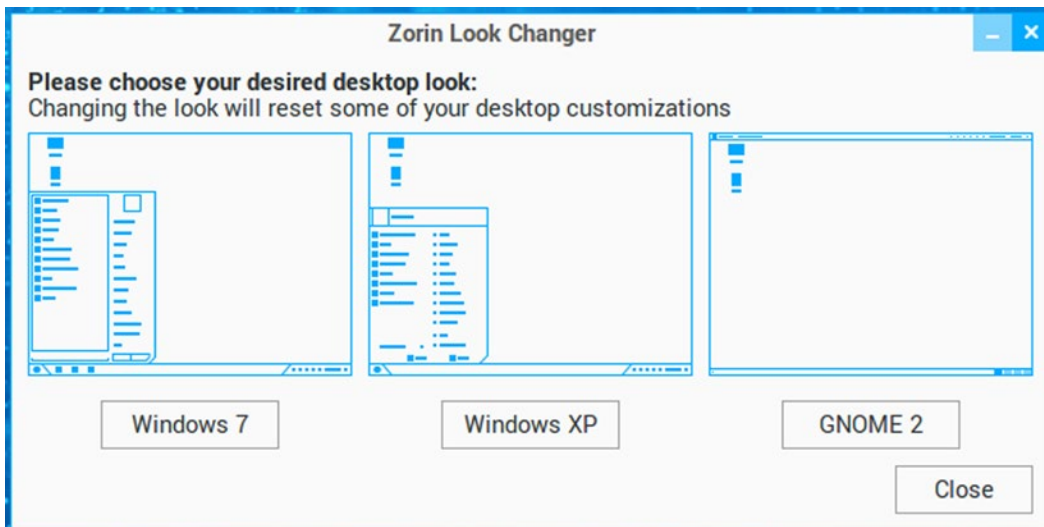 Zorin Look Changer
Please choose your desired desktop look:
Changing the look will reset some of your desktop customizations
Windows 7
Windows XP
GNOME 2
Close